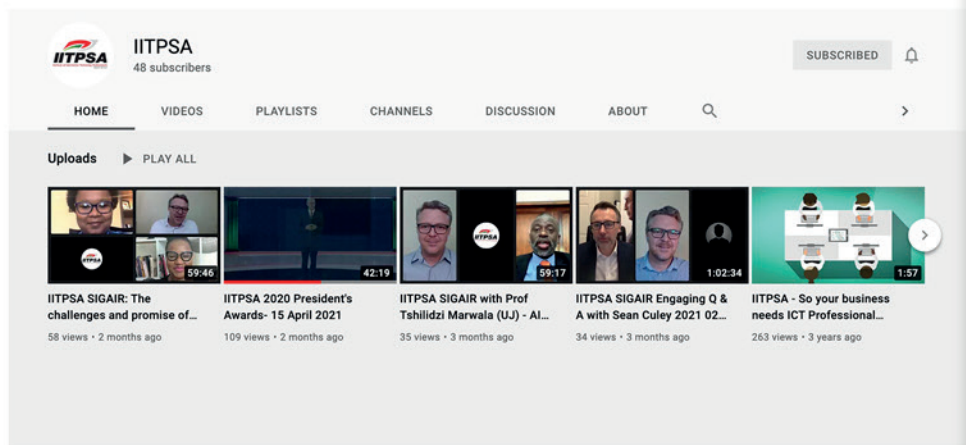 IITPSA
IITPSA
48 subscribers
SUBSCRIBED
HOME
VIDEOS
PLAYLISTS
CHANNELS
DISCUSSION
ABOUT
Uploads
PLAY ALL
IITPSA
59:46
IITPSA SIGAIR: The
challenges and promise of...
58 views • 2 months ago
42:19
IITPSA 2020 President's
Awards- 15 April 2021
109 views • 2 months ago
IITPSA
59:17
IITPSA SIGAIR with Prof
Tshilidzi Marwala (UJ) - AI...
35 views • 3 months ago
1:02:34
IITPSA SIGAIR Engaging Q &
A with Sean Culey 2021 02...
34 views • 3 months ago
1:57
IITPSA - So your business
needs ICT Professional...
263 views • 3 years ago